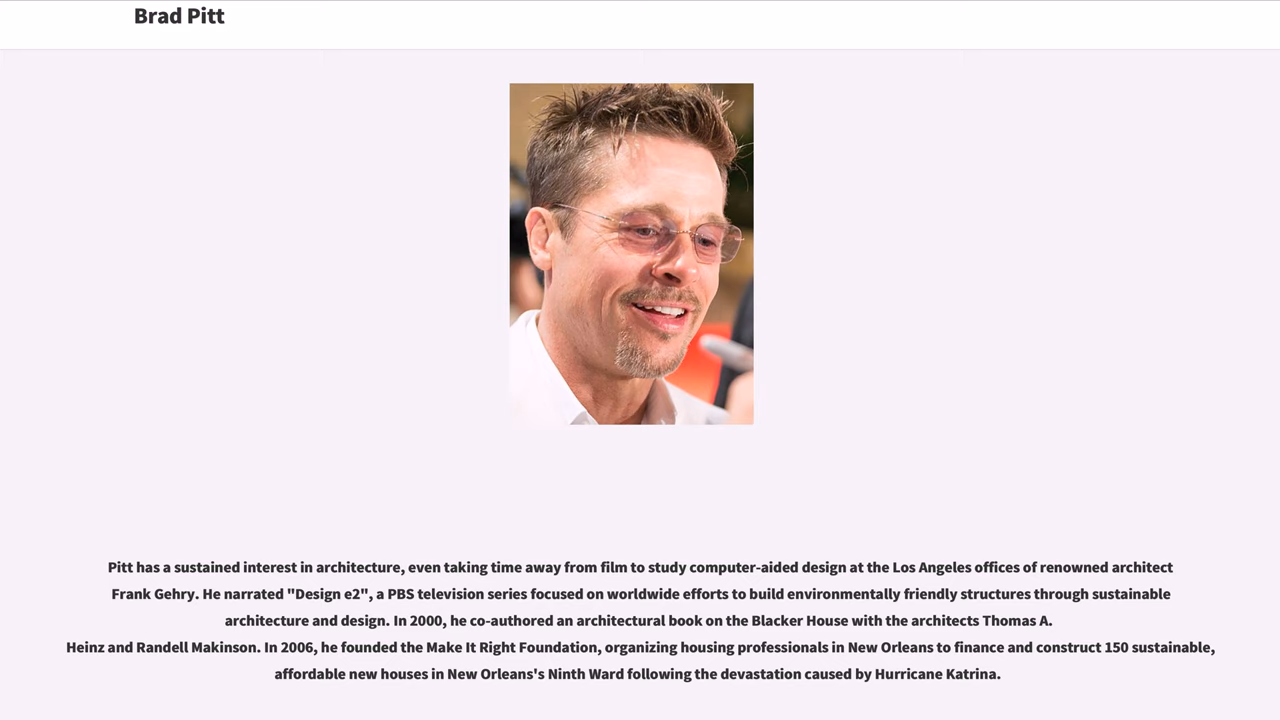 Brad Pitt
Pitt has a sustained interest in architecture, even taking time away from film to study computer-aided design at the Los Angeles offices of renowned architect
Frank Gehry. He narrated "Design e2", a PBS television series focused on worldwide efforts to build environmentally friendly structures through sustainable
architecture and design. In 2000, he co-authored an architectural book on the Blacker House with the architects Thomas A.
Heinz and Randell Makinson. In 2006, he founded the Make It Right Foundation, organizing housing professionals in New Orleans to finance and construct 150 sustainable,
affordable new houses in New Orleans's Ninth Ward following the devastation caused by Hurricane Katrina.